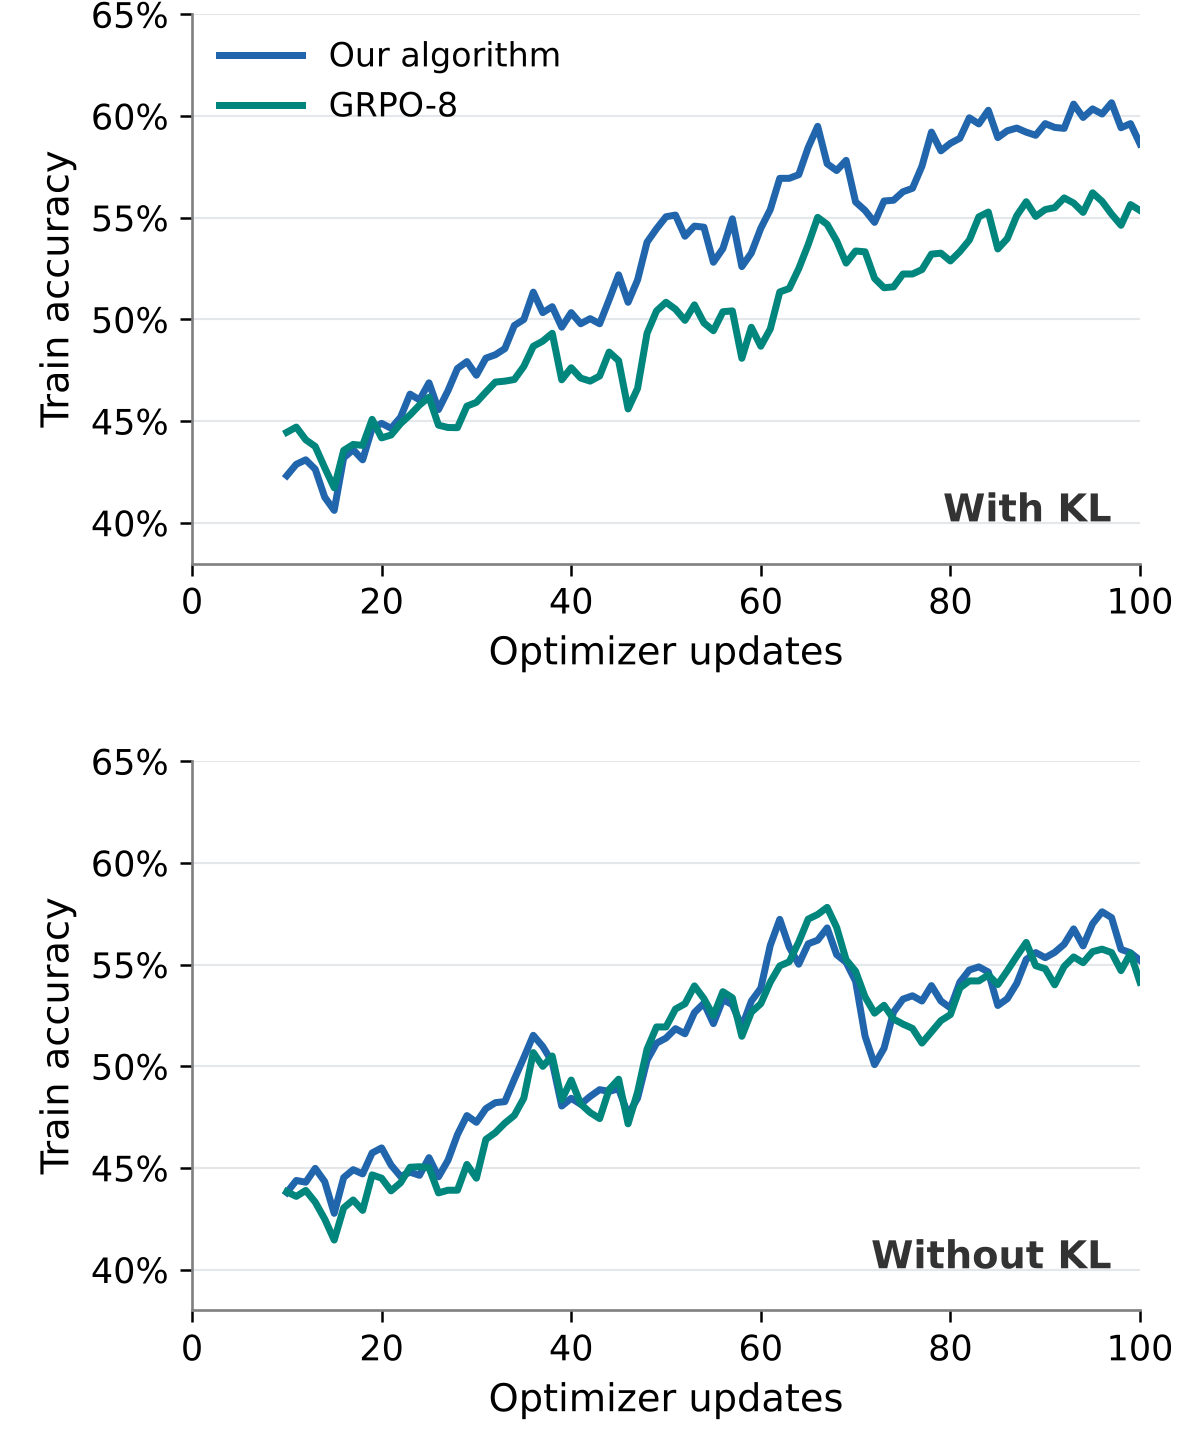 65%
Our algorithm
GRPO-8
60%
55%
50%
45%
40%
Train accuracy
With KL
0 20 40 60 80 100
Optimizer updates
65%
60%
55%
50%
45%
40%
Train accuracy
Without KL
0 20 40 60 80 100
Optimizer updates